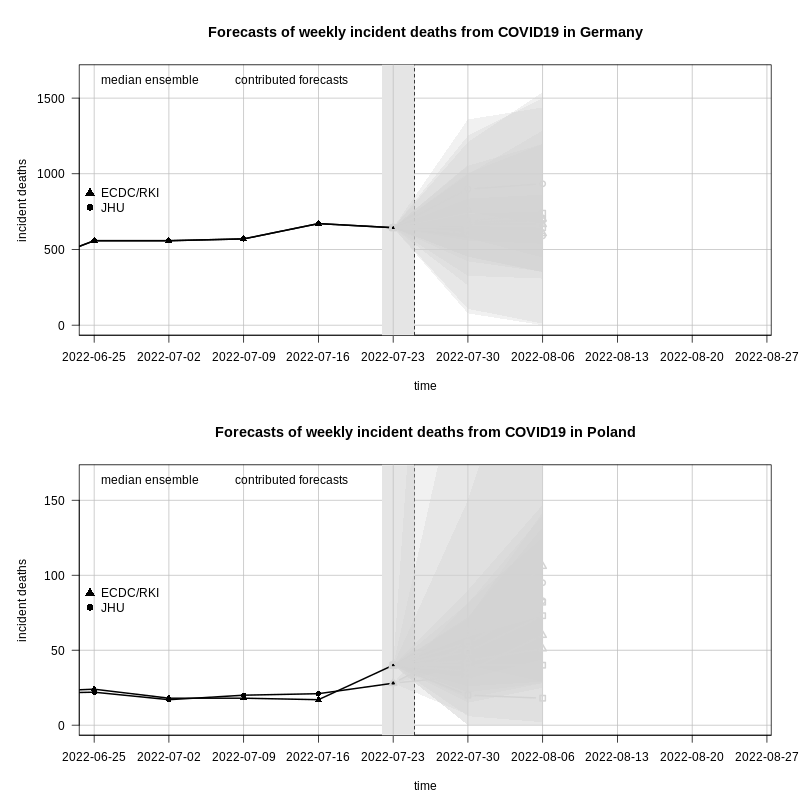 Forecasts of weekly incident deaths from COVID19 in Germany
median ensemble contributed forecasts
1500
1000
500
0
incident deaths
ECDC/RKI
JHU
2022-06-25 2022-07-02 2022-07-09 2022-07-16 2022-07-23 2022-07-30 2022-08-06 2022-08-13 2022-08-20 2022-08-27
time
Forecasts of weekly incident deaths from COVID19 in Poland
median ensemble contributed forecasts
150
100
50
0
incident deaths
ECDC/RKI
JHU
2022-06-25 2022-07-02 2022-07-09 2022-07-16 2022-07-23 2022-07-30 2022-08-06 2022-08-13 2022-08-20 2022-08-27
time